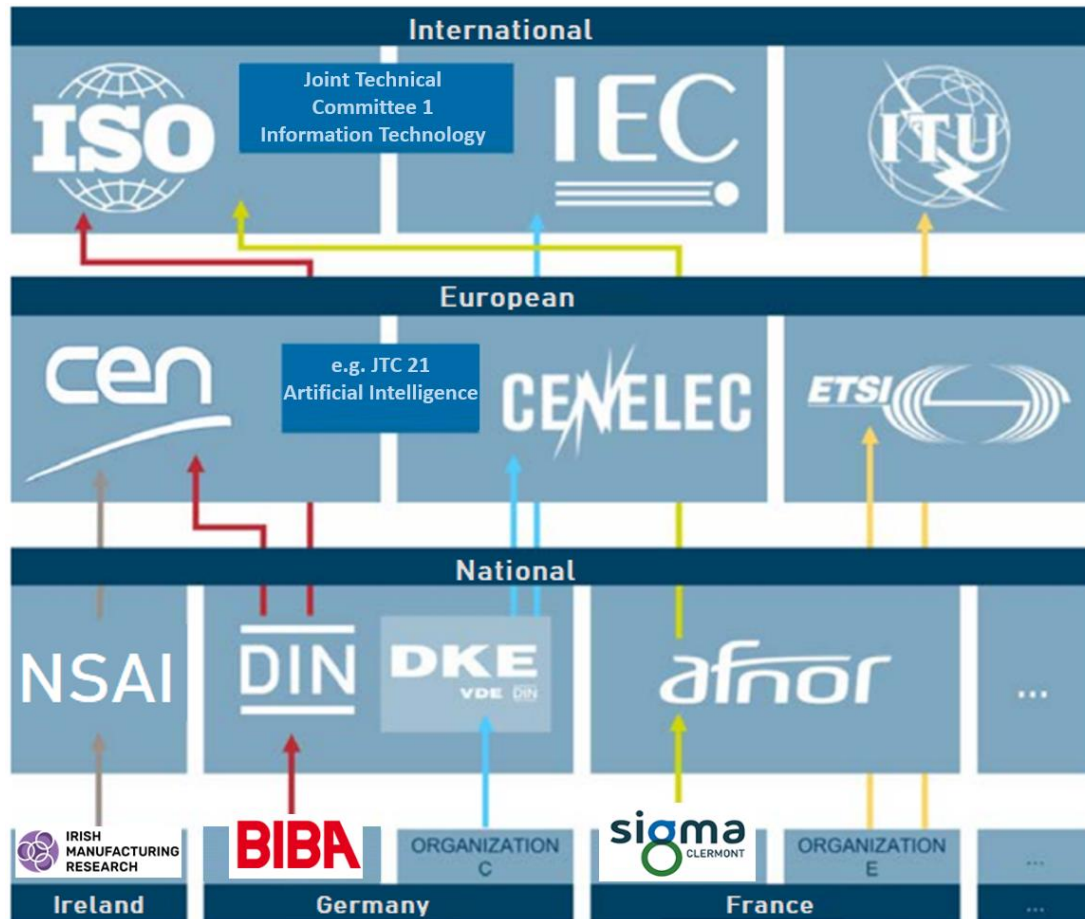 International
ISO
Joint Technical
Committee 1
Information Technology
IEC
ITU
European
cen
e.g. JTC 21
Artificial Intelligence
CENELEC
ETSI
National
NSAI
DIN
DKE
VDE DIN
afnor
...
IRISH
MANUFACTURING
RESEARCH
BIBA
ORGANIZATION
C
sigma
CLERMONT
ORGANIZATION
E
...
Ireland
Germany
France
...